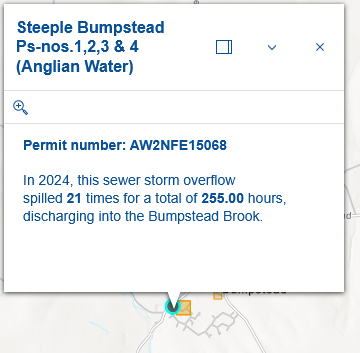 Steeple Bumpstead
Ps-nos.1,2,3 & 4
(Anglian Water)
Permit number: AW2NFE15068
In 2024, this sewer storm overflow
spilled 21 times for a total of 255.00 hours,
discharging into the Bumpstead Brook.
Bumpstead